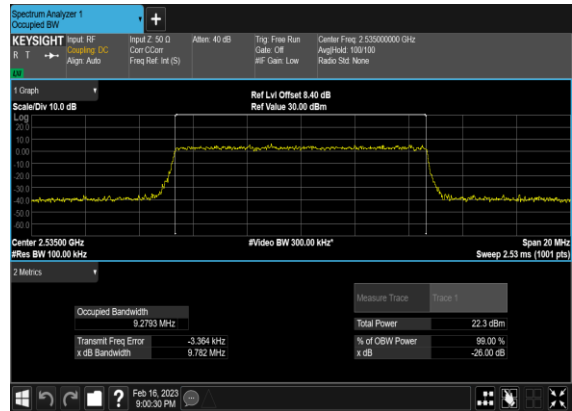 Spectrum Analyzer 1
Occupied BW
+
KEYSIGHT Input: RF Input Z: 50 Ω Atten: 40 dB Trig: Free Run Center Freq: 2.535000000 GHz
R T Coupling: DC Corr CCorr Gate: Off Avg|Hold: 100/100
Align: Auto Freq Ref: Int (S) #IF Gain: Low Radio Std: None
LW
1 Graph
Scale/Div 10.0 dB Ref Lvl Offset 8.40 dB
Ref Value 30.00 dBm
Log
20.0
10.0
0.00
-10.0
-20.0
-30.0
-40.0
-50.0
-60.0
Center 2.53500 GHz #Video BW 300.00 kHz* Span 20 MHz
#Res BW 100.00 kHz Sweep 2.53 ms (1001 pts)
2 Metrics
Measure Trace Trace 1
Occupied Bandwidth
9.2793 MHz Total Power 22.3 dBm
Transmit Freq Error -3.364 kHz % of OBW Power 99.00 %
x dB Bandwidth 9.782 MHz x dB -26.00 dB
? Feb 16, 2023
9:00:30 PM